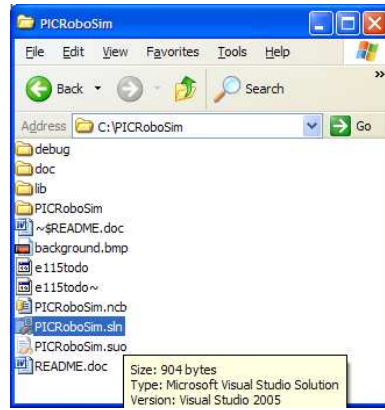 PICRoboSim
File Edit View Favorites Tools Help
Back Search »
Address C:\PICRoboSim Go
debug
doc
lib
PICRoboSim
~$README.doc
background.bmp
e115todo
e115todo~
PICRoboSim.ncb
PICRoboSim.sln
PICRoboSim.suo
README.doc
Size: 904 bytes
Type: Microsoft Visual Studio Solution
Version: Visual Studio 2005